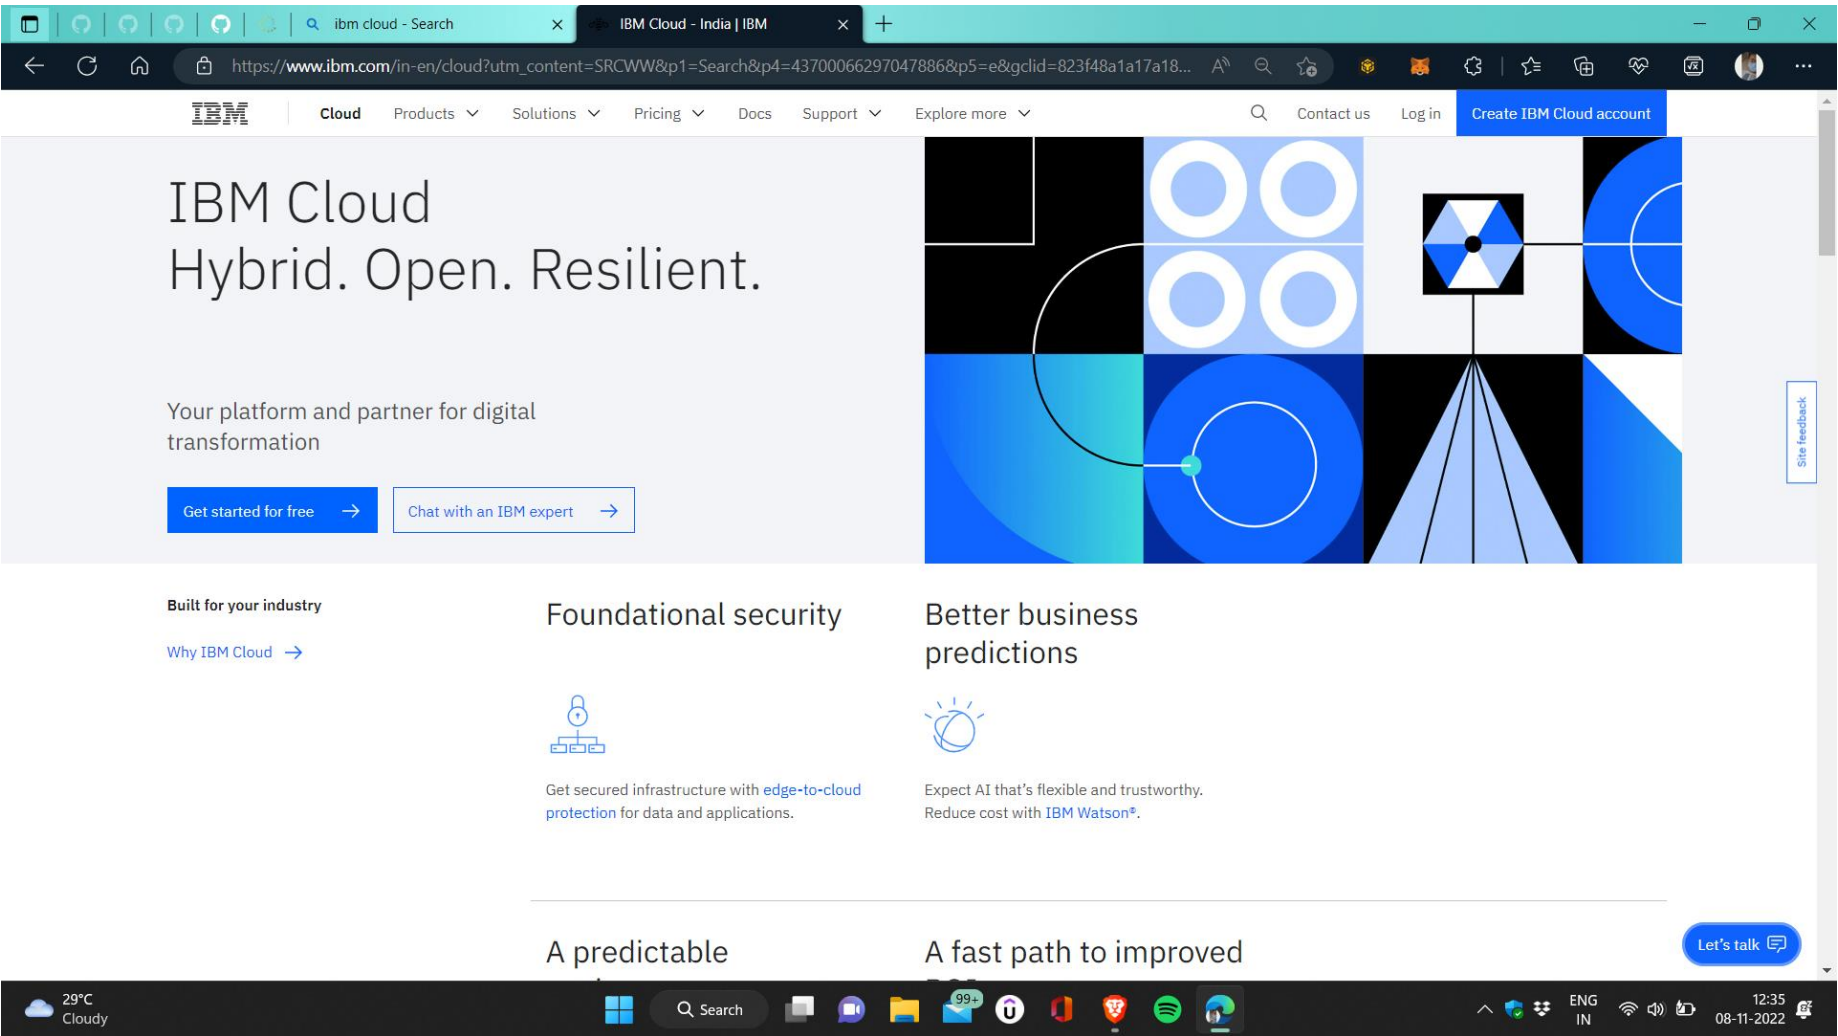 ibm cloud - Search
IBM Cloud - India | IBM
https://www.ibm.com/in-en/cloud?utm_content=SRCWW&p1=Search&p4=43700066297047886&p5=e&gclid=823f48a1a17a18...
IBM Cloud Products Solutions Pricing Docs Support Explore more Contact us Log in Create IBM Cloud account
IBM Cloud
Hybrid. Open. Resilient.
Your platform and partner for digital
transformation
Get started for free
Chat with an IBM expert
Site feedback
Built for your industry
Why IBM Cloud
Foundational security
Get secured infrastructure with edge-to-cloud
protection for data and applications.
Better business
predictions
Expect AI that's flexible and trustworthy.
Reduce cost with IBM Watson®.
A predictable
A fast path to improved
Let's talk
29°C
Cloudy
Search
99+
ENG
IN
12:35
08-11-2022